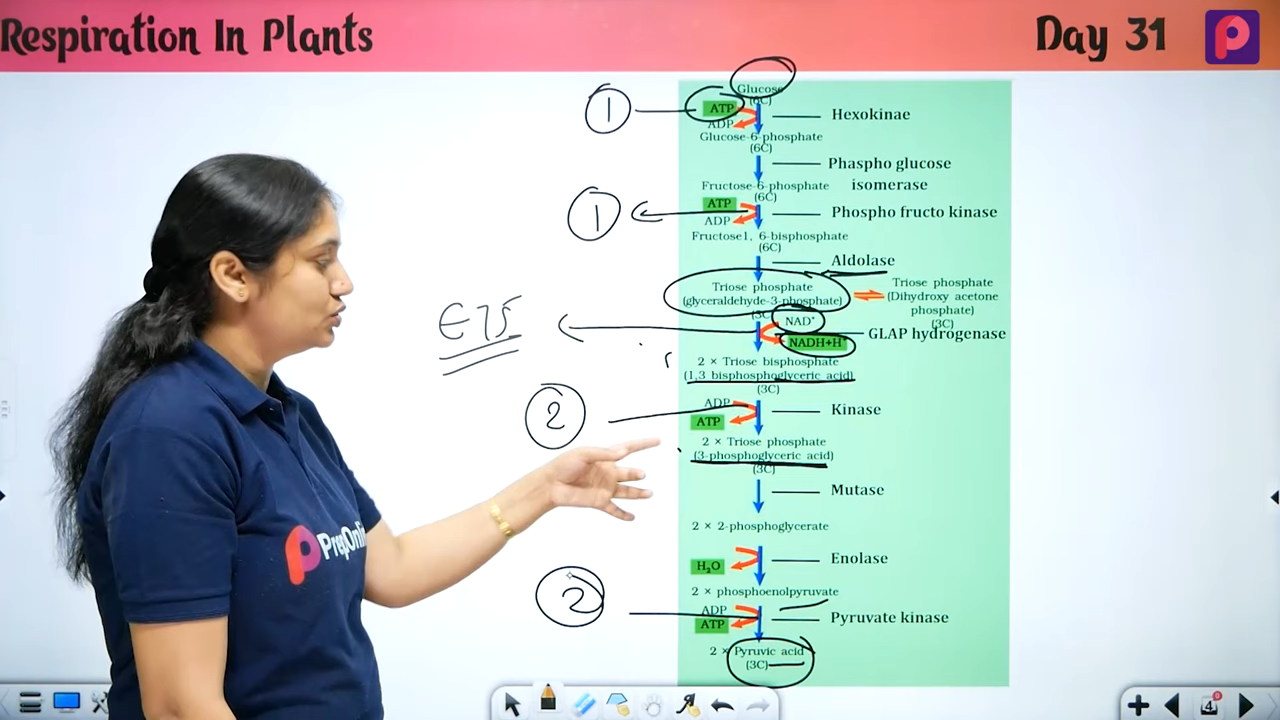 Respiration In Plants
Day 31
Glucose
(6C)
1
ATP
ADP
Hexokinae
Glucose-6-phosphate
(6C)
Phaspho glucose
isomerase
Fructose-6-phosphate
(6C)
1
ATP
ADP
Phospho fructo kinase
Fructose1, 6-bisphosphate
(6C)
Aldolase
Triose phosphate
(glyceraldehyde-3-phosphate)
(3C)
Triose phosphate
(Dihydroxy acetone
phosphate)
(3C)
ETS
NAD+
NADH+H+
GLAP hydrogenase
2 × Triose bisphosphate
(1,3 bisphosphoglyceric acid)
(3C)
2
ADP
ATP
Kinase
2 × Triose phosphate
(3-phosphoglyceric acid)
(3C)
Mutase
2 × 2-phosphoglycerate
H2O
Enolase
2 × phosphoenolpyruvate
2
ADP
ATP
Pyruvate kinase
2 × Pyruvic acid
(3C)
4